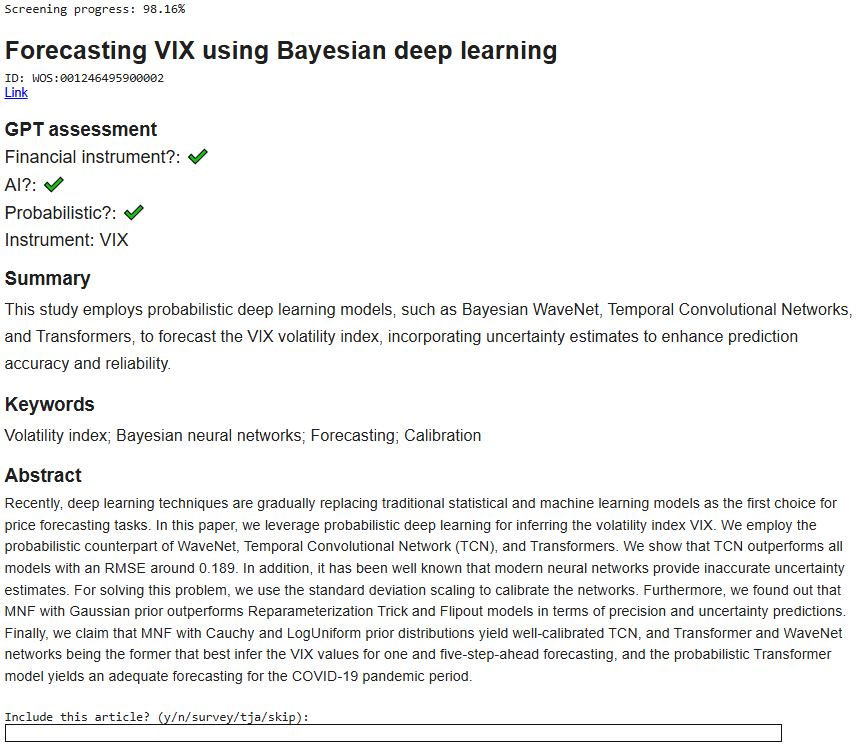 Screening progress: 98.16%
Forecasting VIX using Bayesian deep learning
ID: WOS:001246495900002
Link
GPT assessment
Financial instrument?: ✔
AI?: ✔
Probabilistic?: ✔
Instrument: VIX
Summary
This study employs probabilistic deep learning models, such as Bayesian WaveNet, Temporal Convolutional Networks,
and Transformers, to forecast the VIX volatility index, incorporating uncertainty estimates to enhance prediction
accuracy and reliability.
Keywords
Volatility index; Bayesian neural networks; Forecasting; Calibration
Abstract
Recently, deep learning techniques are gradually replacing traditional statistical and machine learning models as the first choice for
price forecasting tasks. In this paper, we leverage probabilistic deep learning for inferring the volatility index VIX. We employ the
probabilistic counterpart of WaveNet, Temporal Convolutional Network (TCN), and Transformers. We show that TCN outperforms all
models with an RMSE around 0.189. In addition, it has been well known that modern neural networks provide inaccurate uncertainty
estimates. For solving this problem, we use the standard deviation scaling to calibrate the networks. Furthermore, we found out that
MNF with Gaussian prior outperforms Reparameterization Trick and Flipout models in terms of precision and uncertainty predictions.
Finally, we claim that MNF with Cauchy and LogUniform prior distributions yield well-calibrated TCN, and Transformer and WaveNet
networks being the former that best infer the VIX values for one and five-step-ahead forecasting, and the probabilistic Transformer
model yields an adequate forecasting for the COVID-19 pandemic period.
Include this article? (y/n/survey/tja/skip):